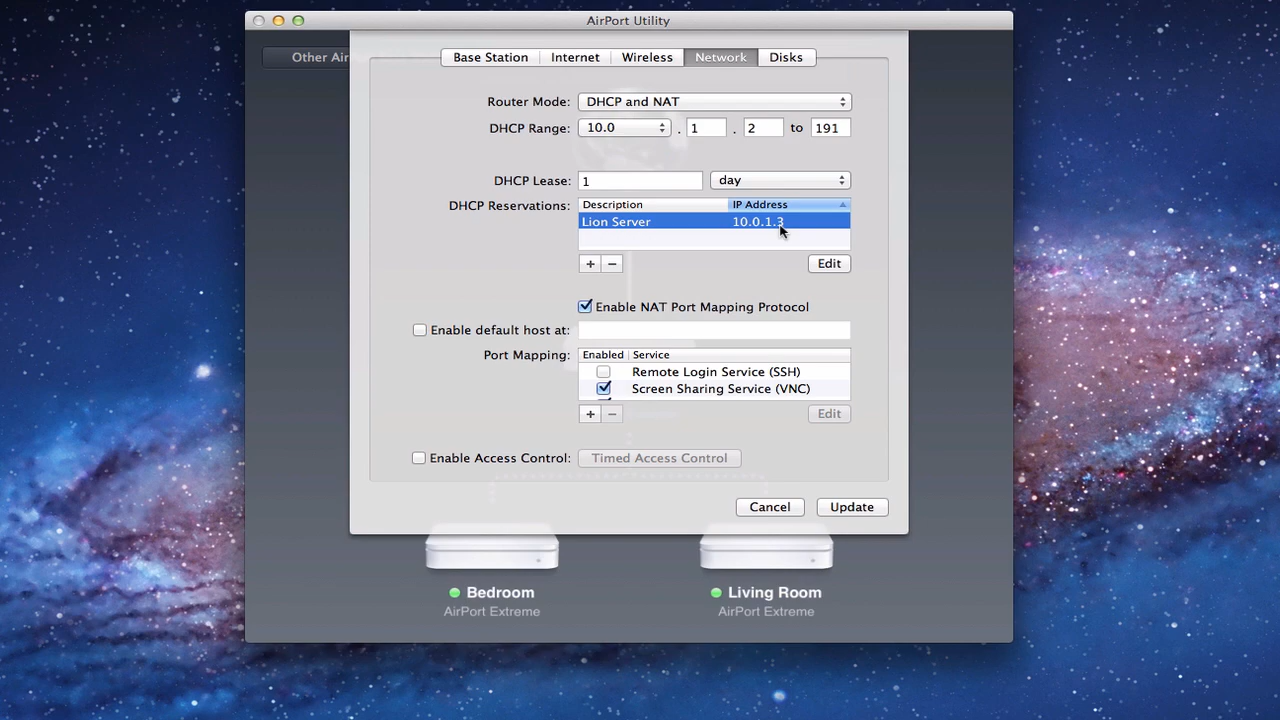 AirPort Utility
Other Air
Base Station Internet Wireless Network Disks
Router Mode: DHCP and NAT
DHCP Range: 10.0 . 1 . 2 to 191
DHCP Lease: 1 day
DHCP Reservations: Description IP Address
Lion Server 10.0.1.3
+ − Edit
Enable NAT Port Mapping Protocol
Enable default host at:
Port Mapping: Enabled Service
Remote Login Service (SSH)
Screen Sharing Service (VNC)
+ − Edit
Enable Access Control: Timed Access Control
Cancel Update
Bedroom Living Room
AirPort Extreme AirPort Extreme